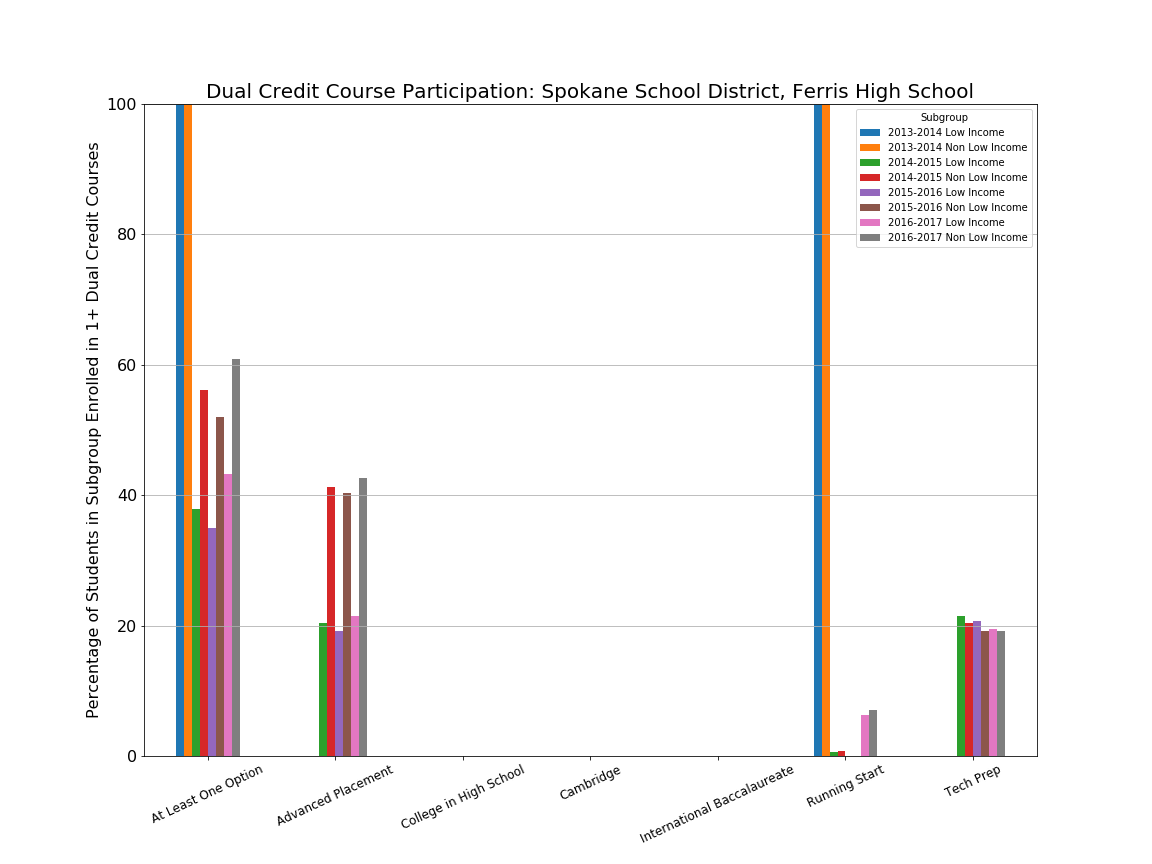 Dual Credit Course Participation: Spokane School District, Ferris High School
Percentage of Students in Subgroup Enrolled in 1+ Dual Credit Courses
100
80
60
40
20
0
Subgroup
2013-2014 Low Income
2013-2014 Non Low Income
2014-2015 Low Income
2014-2015 Non Low Income
2015-2016 Low Income
2015-2016 Non Low Income
2016-2017 Low Income
2016-2017 Non Low Income
At Least One Option
Advanced Placement
College in High School
Cambridge
International Baccalaureate
Running Start
Tech Prep